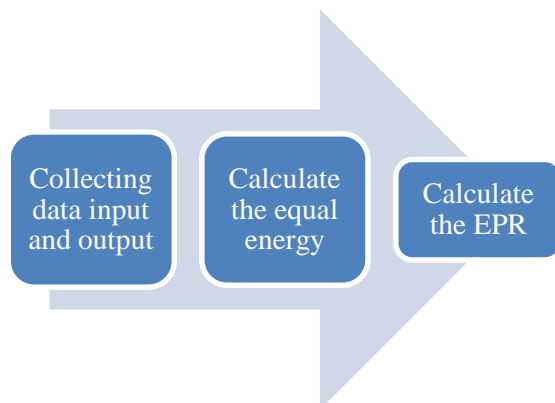 Collecting
data input
and output
Calculate
the equal
energy
Calculate
the EPR